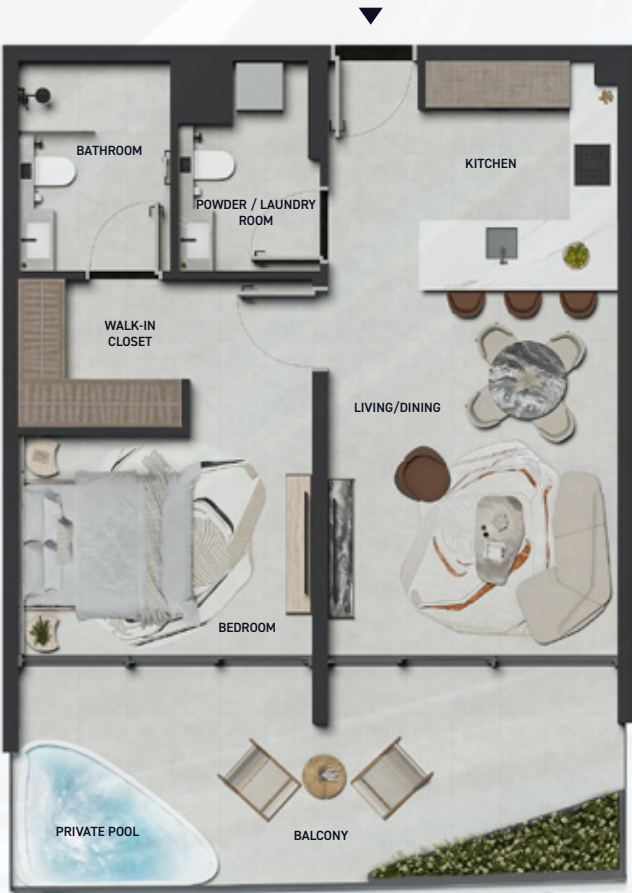 BATHROOM
KITCHEN
POWDER / LAUNDRY
ROOM
WALK-IN
CLOSET
LIVING/DINING
BEDROOM
PRIVATE POOL
BALCONY